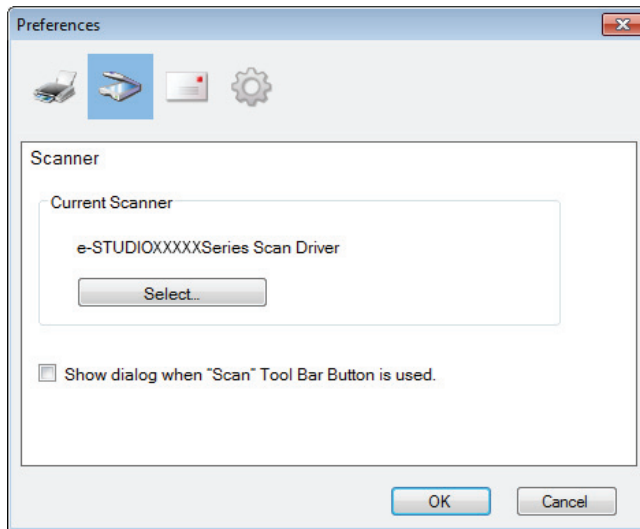 Preferences
Scanner
Current Scanner
e-STUDIOXXXXXSeries Scan Driver
Select...
Show dialog when "Scan" Tool Bar Button is used.
OK
Cancel